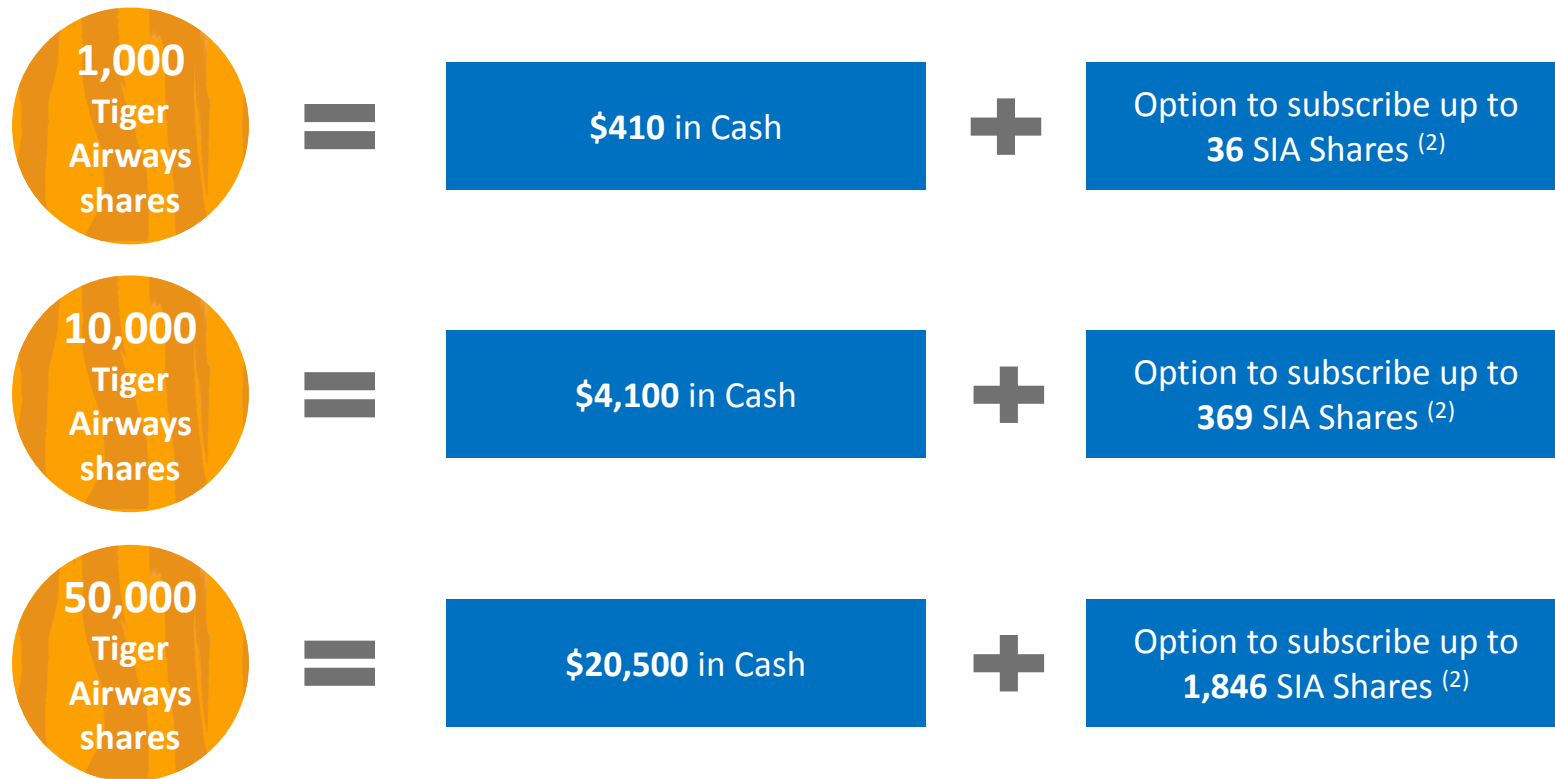 1,000
Tiger
Airways
shares
$410 in Cash
Option to subscribe up to
36 SIA Shares (2)
10,000
Tiger
Airways
shares
$4,100 in Cash
Option to subscribe up to
369 SIA Shares (2)
50,000
Tiger
Airways
shares
$20,500 in Cash
Option to subscribe up to
1,846 SIA Shares (2)